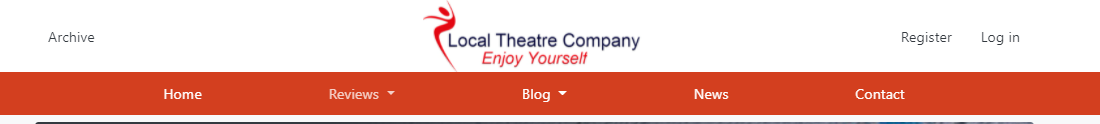 Archive
Local Theatre Company
Enjoy Yourself
Register
Log in
Home
Reviews
Blog
News
Contact